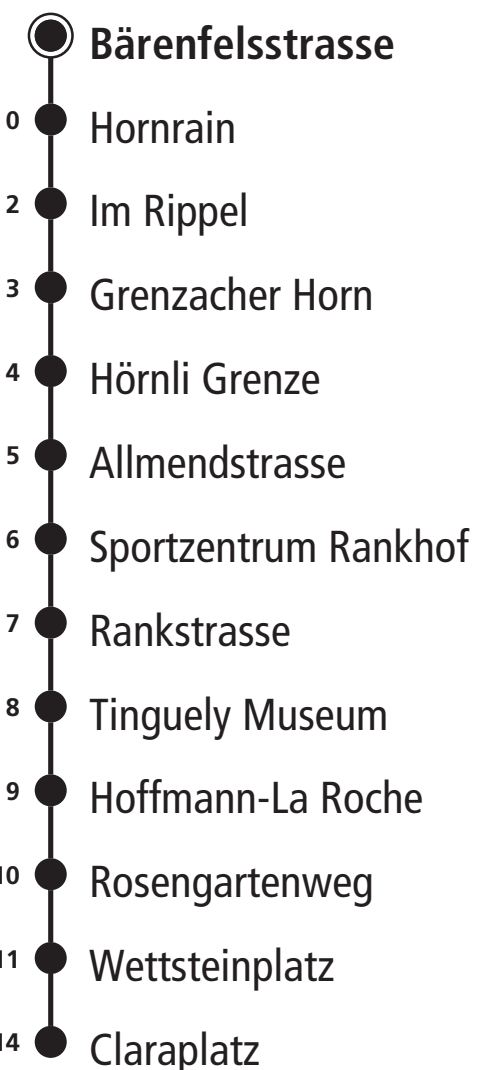 Bärenfelsstrasse
0 Hornrain
2 Im Rippel
3 Grenzacher Horn
4 Hörnli Grenze
5 Allmendstrasse
6 Sportzentrum Rankhof
7 Rankstrasse
8 Tinguely Museum
9 Hoffmann-La Roche
10 Rosengartenweg
11 Wettsteinplatz
14 Claraplatz